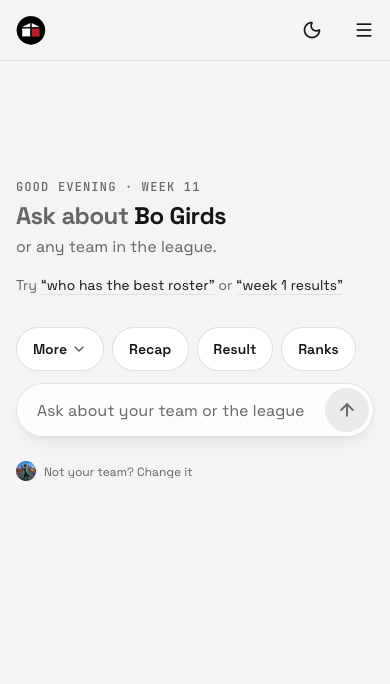 GOOD EVENING · WEEK 11
Ask about Bo Girds
or any team in the league.
Try “who has the best roster” or “week 1 results”
More
Recap
Result
Ranks
Ask about your team or the league
Not your team? Change it